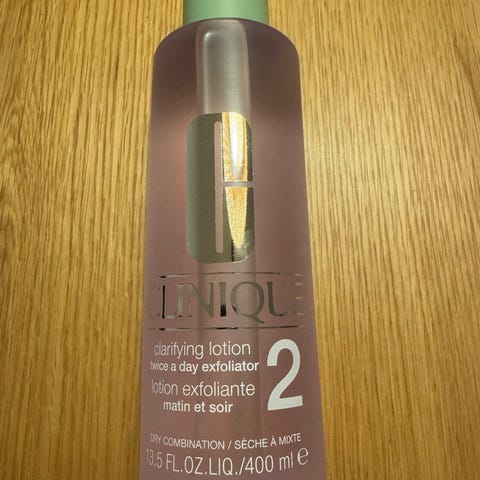 CLINIQUE
clarifying lotion
twice a day exfoliator
lotion exfoliante
matin et soir
2
DRY COMBINATION / SÈCHE À MIXTE
13.5 FL.OZ.LIQ./400 ml ℮